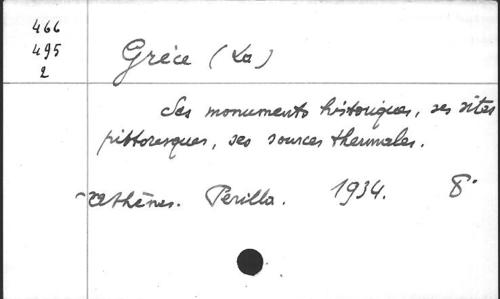 466
495
2
Grèce (La)
Ses monuments historiques, ses sites
pittoresques, ses sources thermales.
Athènes. Perilla. 1934. 8°